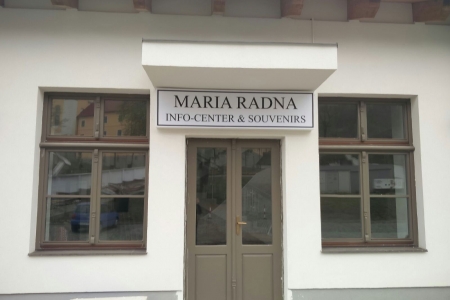 MARIA RADNA
INFO-CENTER & SOUVENIRS